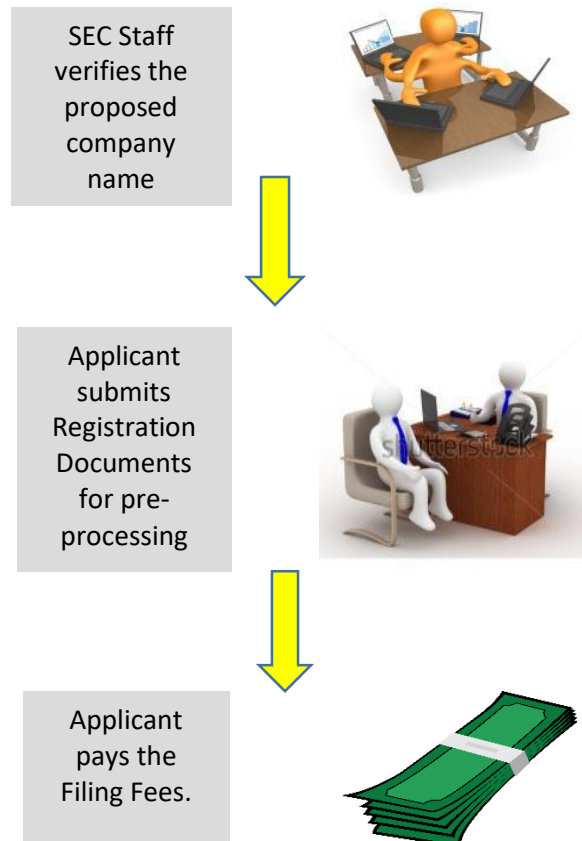 SEC Staff
verifies the
proposed
company
name
Applicant
submits
Registration
Documents
for pre-
processing
shutterstock
Applicant
pays the
Filing Fees.